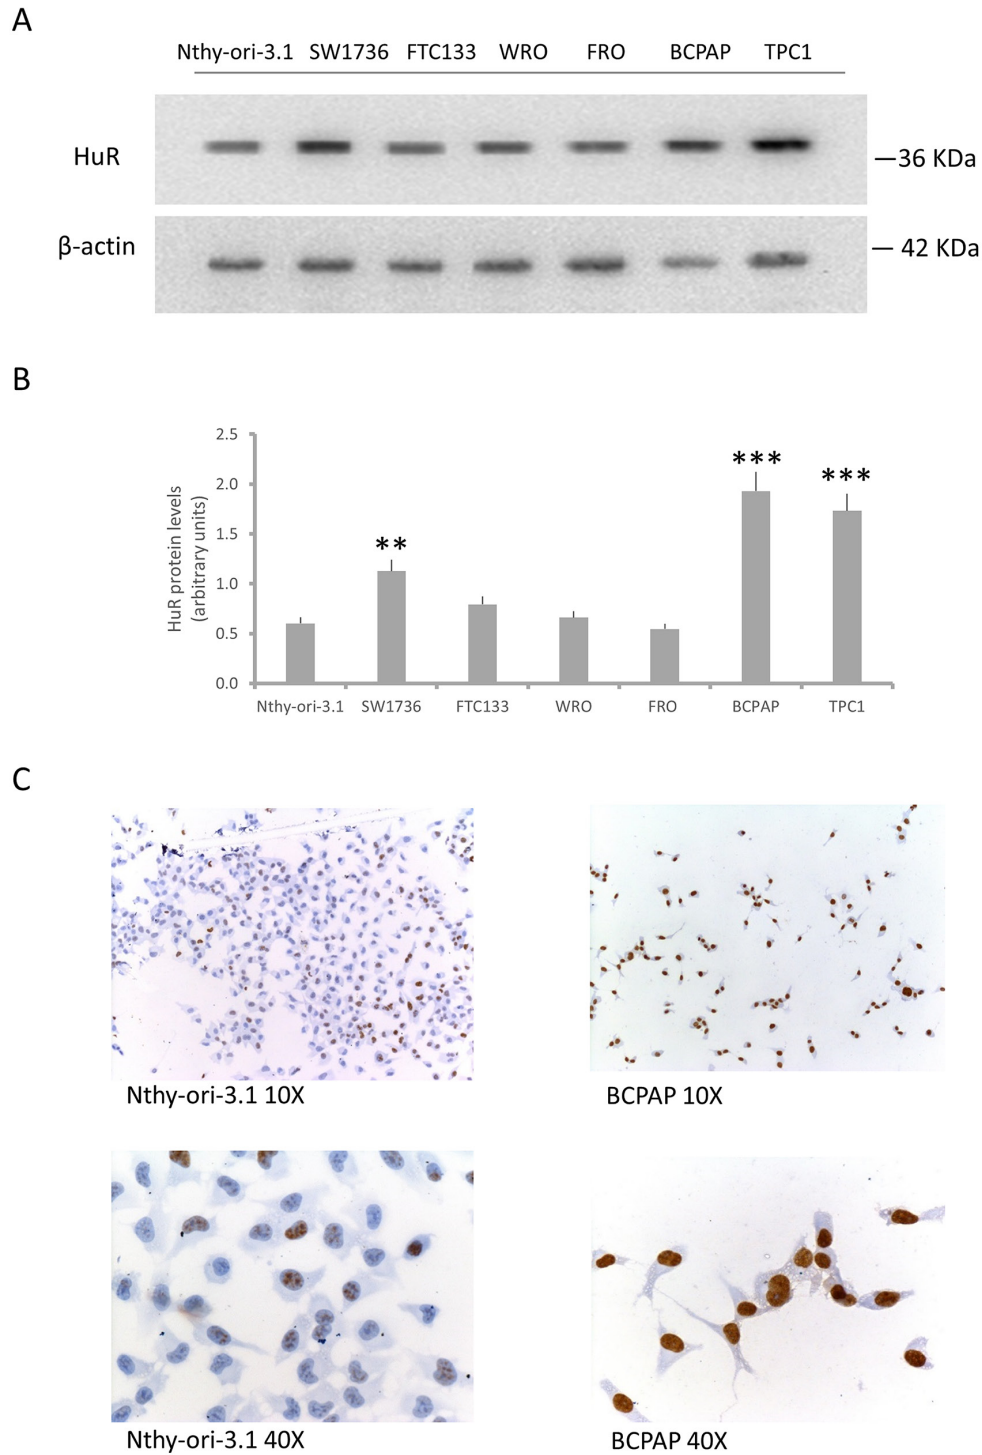 A
Nthy-ori-3.1 SW1736 FTC133 WRO FRO BCPAP TPC1
HuR
—36 KDa
β-actin
— 42 KDa
B
HuR protein levels
(arbitrary units)
2.5
2.0
1.5
1.0
0.5
0.0
**
***
***
Nthy-ori-3.1 SW1736 FTC133 WRO FRO BCPAP TPC1
C
Nthy-ori-3.1 10X
BCPAP 10X
Nthy-ori-3.1 40X
BCPAP 40X